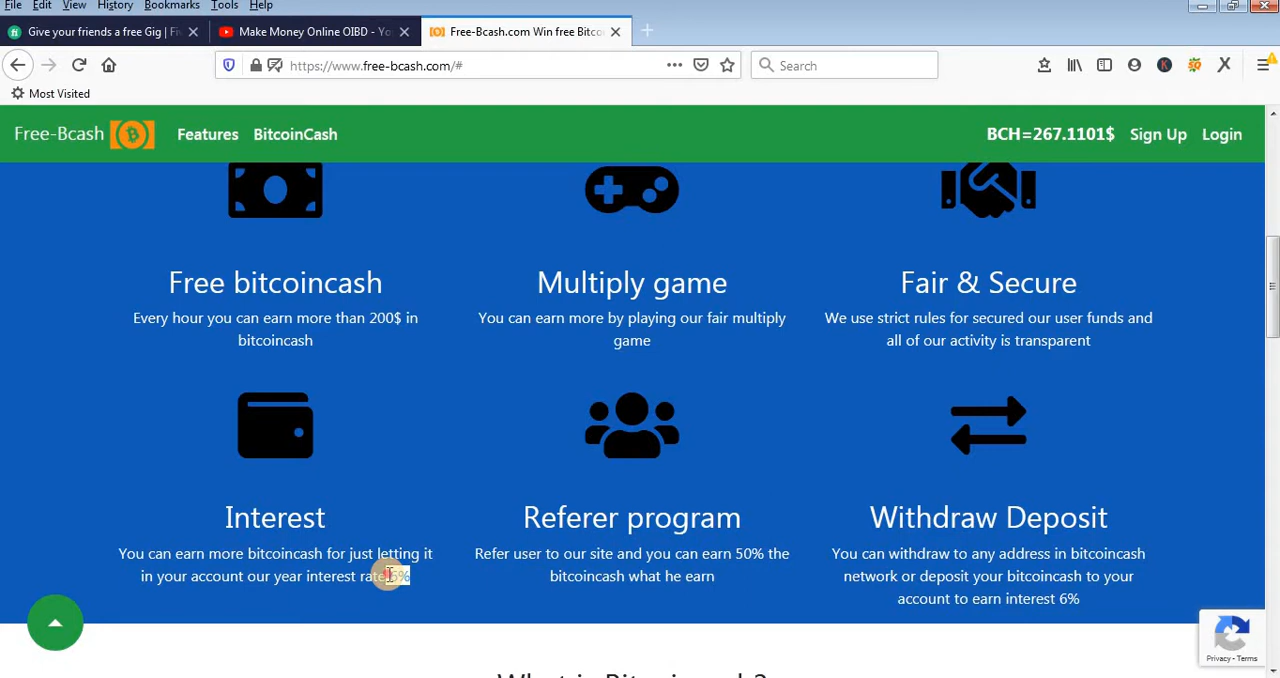 File Edit View History Bookmarks Tools Help
Give your friends a free Gig | Fi
Make Money Online OIBD - Yo
Free-Bcash.com Win free Bitco
https://www.free-bcash.com/#
Search
Most Visited
Free-Bcash Features BitcoinCash BCH=267.1101$ Sign Up Login
Free bitcoincash
Every hour you can earn more than 200$ in
bitcoincash
Multiply game
You can earn more by playing our fair multiply
game
Fair & Secure
We use strict rules for secured our user funds and
all of our activity is transparent
Interest
You can earn more bitcoincash for just letting it
in your account our year interest rate
Referer program
Refer user to our site and you can earn 50% the
bitcoincash what he earn
Withdraw Deposit
You can withdraw to any address in bitcoincash
network or deposit your bitcoincash to your
account to earn interest 6%
Privacy - Terms